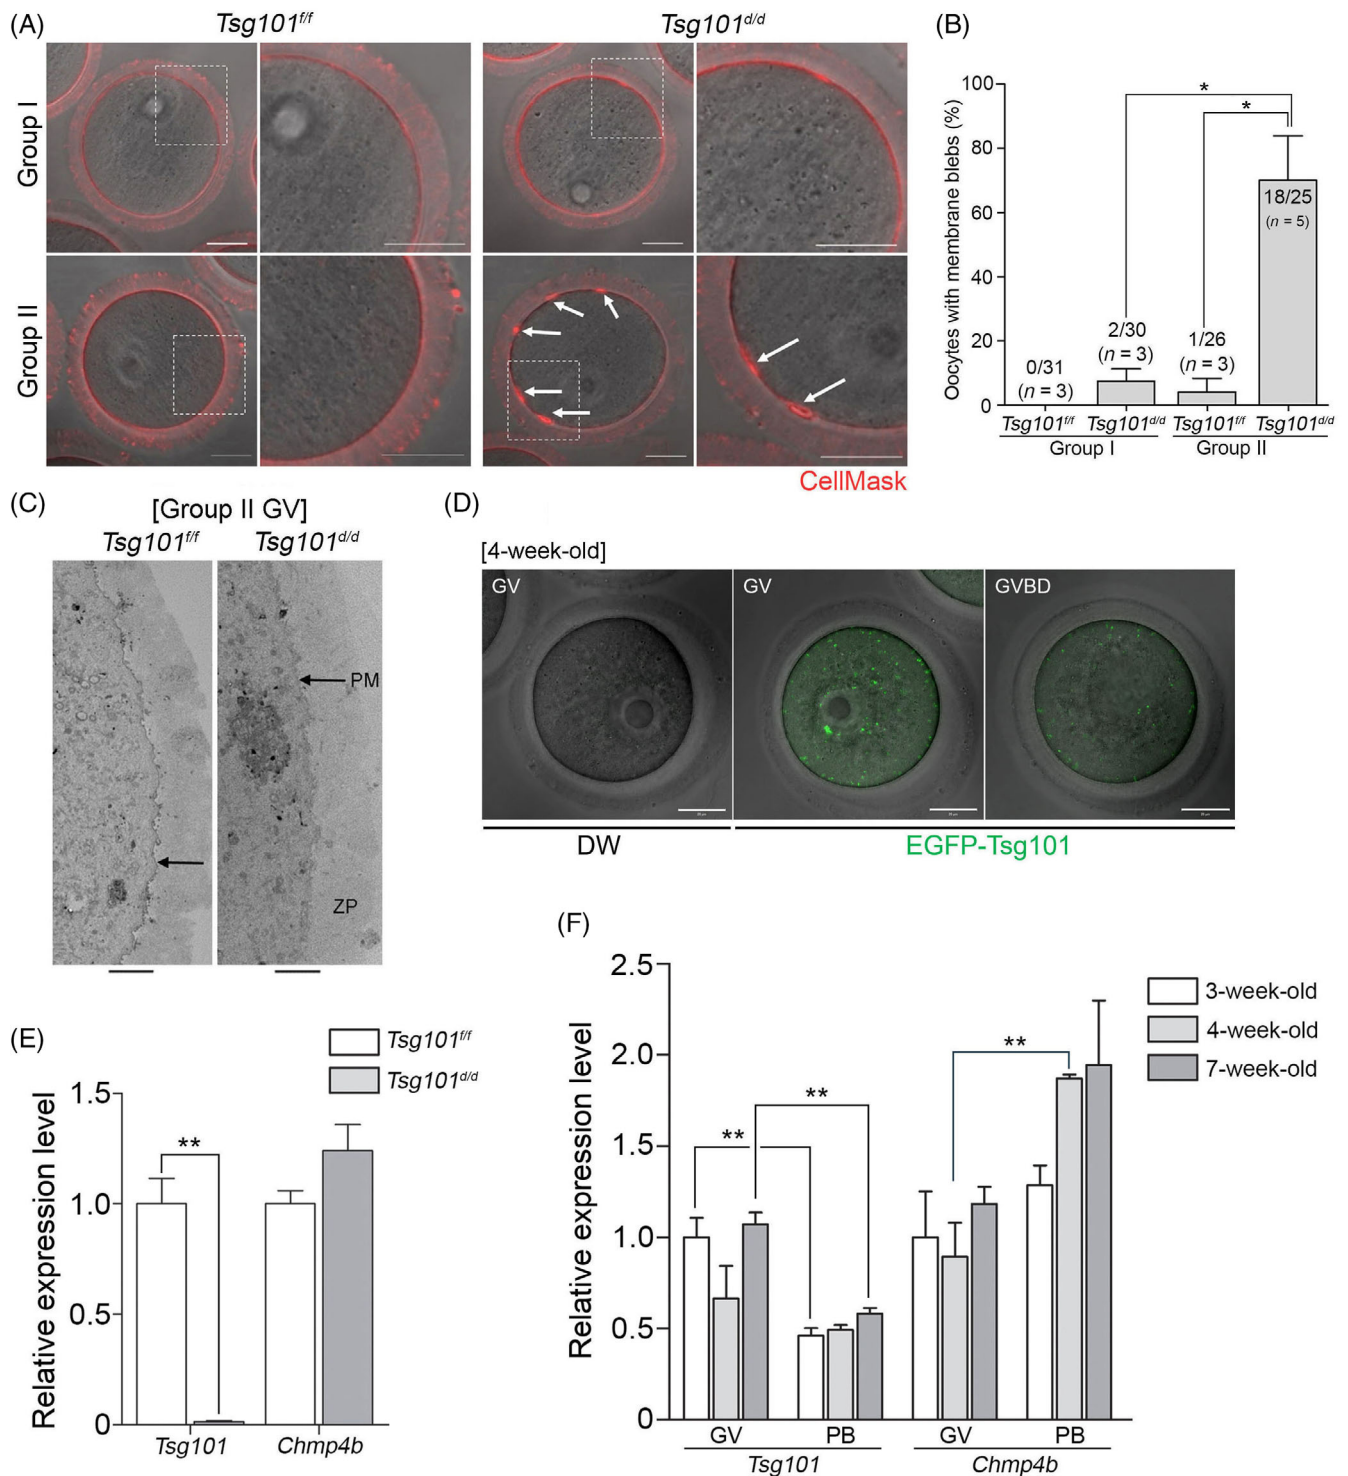 (A)
Tsg101f/f
Tsg101d/d
Group I
Group II
CellMask
(B)
Oocytes with membrane blebs (%)
100
80
60
40
20
0
*
*
0/31
(n = 3)
2/30
(n = 3)
1/26
(n = 3)
18/25
(n = 5)
Tsg101f/f Tsg101d/d Tsg101f/f Tsg101d/d
Group I Group II
(C)
[Group II GV]
Tsg101f/f Tsg101d/d
PM
ZP
(D)
[4-week-old]
GV GV GVBD
DW EGFP-Tsg101
(E)
Tsg101f/f
Tsg101d/d
Relative expression level
1.5
1.0
0.5
0
**
Tsg101 Chmp4b
(F)
3-week-old
4-week-old
7-week-old
Relative expression level
2.5
2.0
1.5
1.0
0.5
0
**
**
**
GV PB GV PB
Tsg101 Chmp4b